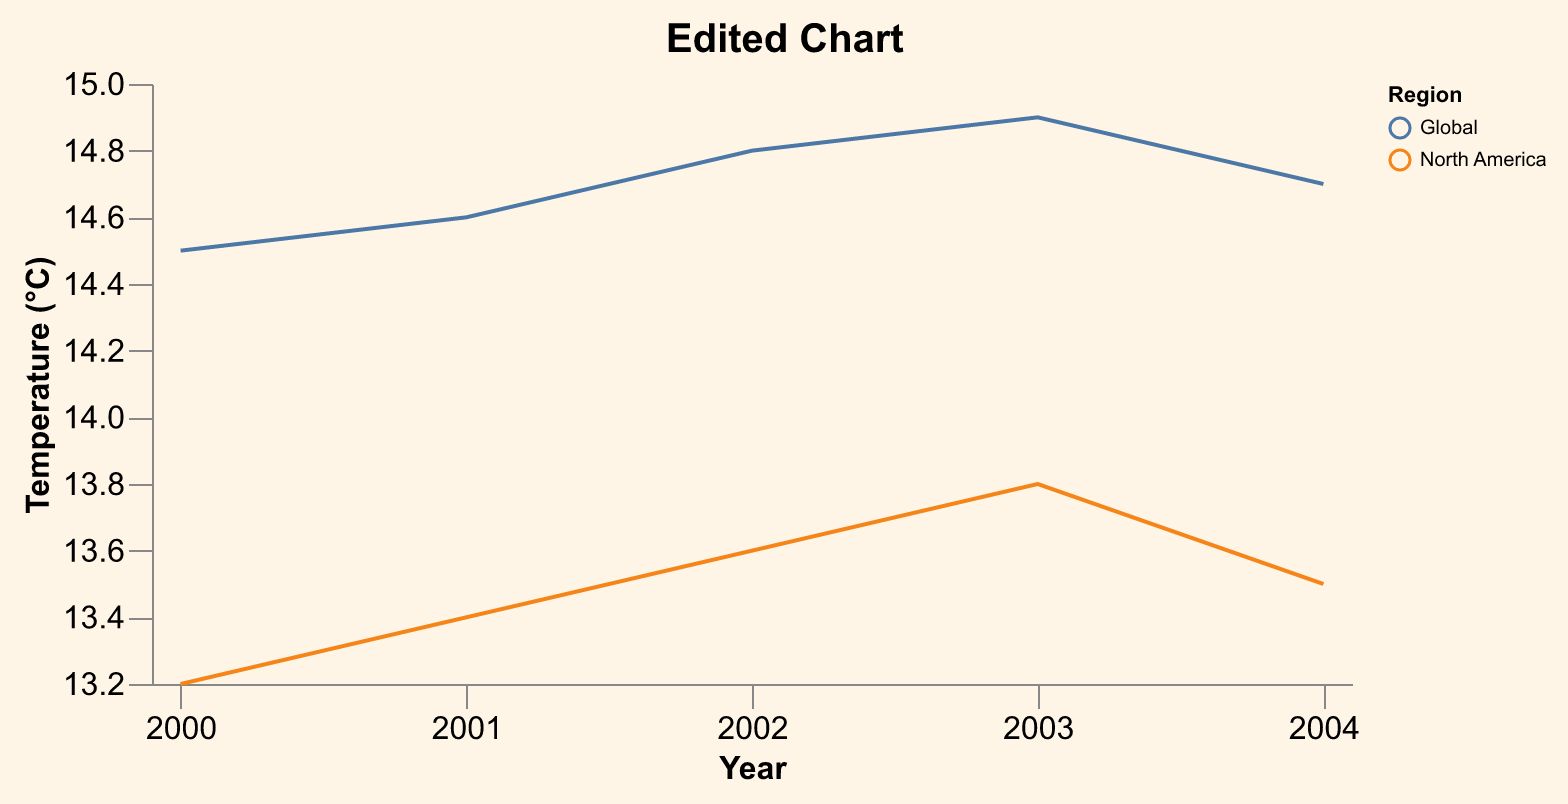 Edited Chart
Temperature (°C)
15.0
14.8
14.6
14.4
14.2
14.0
13.8
13.6
13.4
13.2
2000 2001 2002 2003 2004
Year
Region
Global
North America